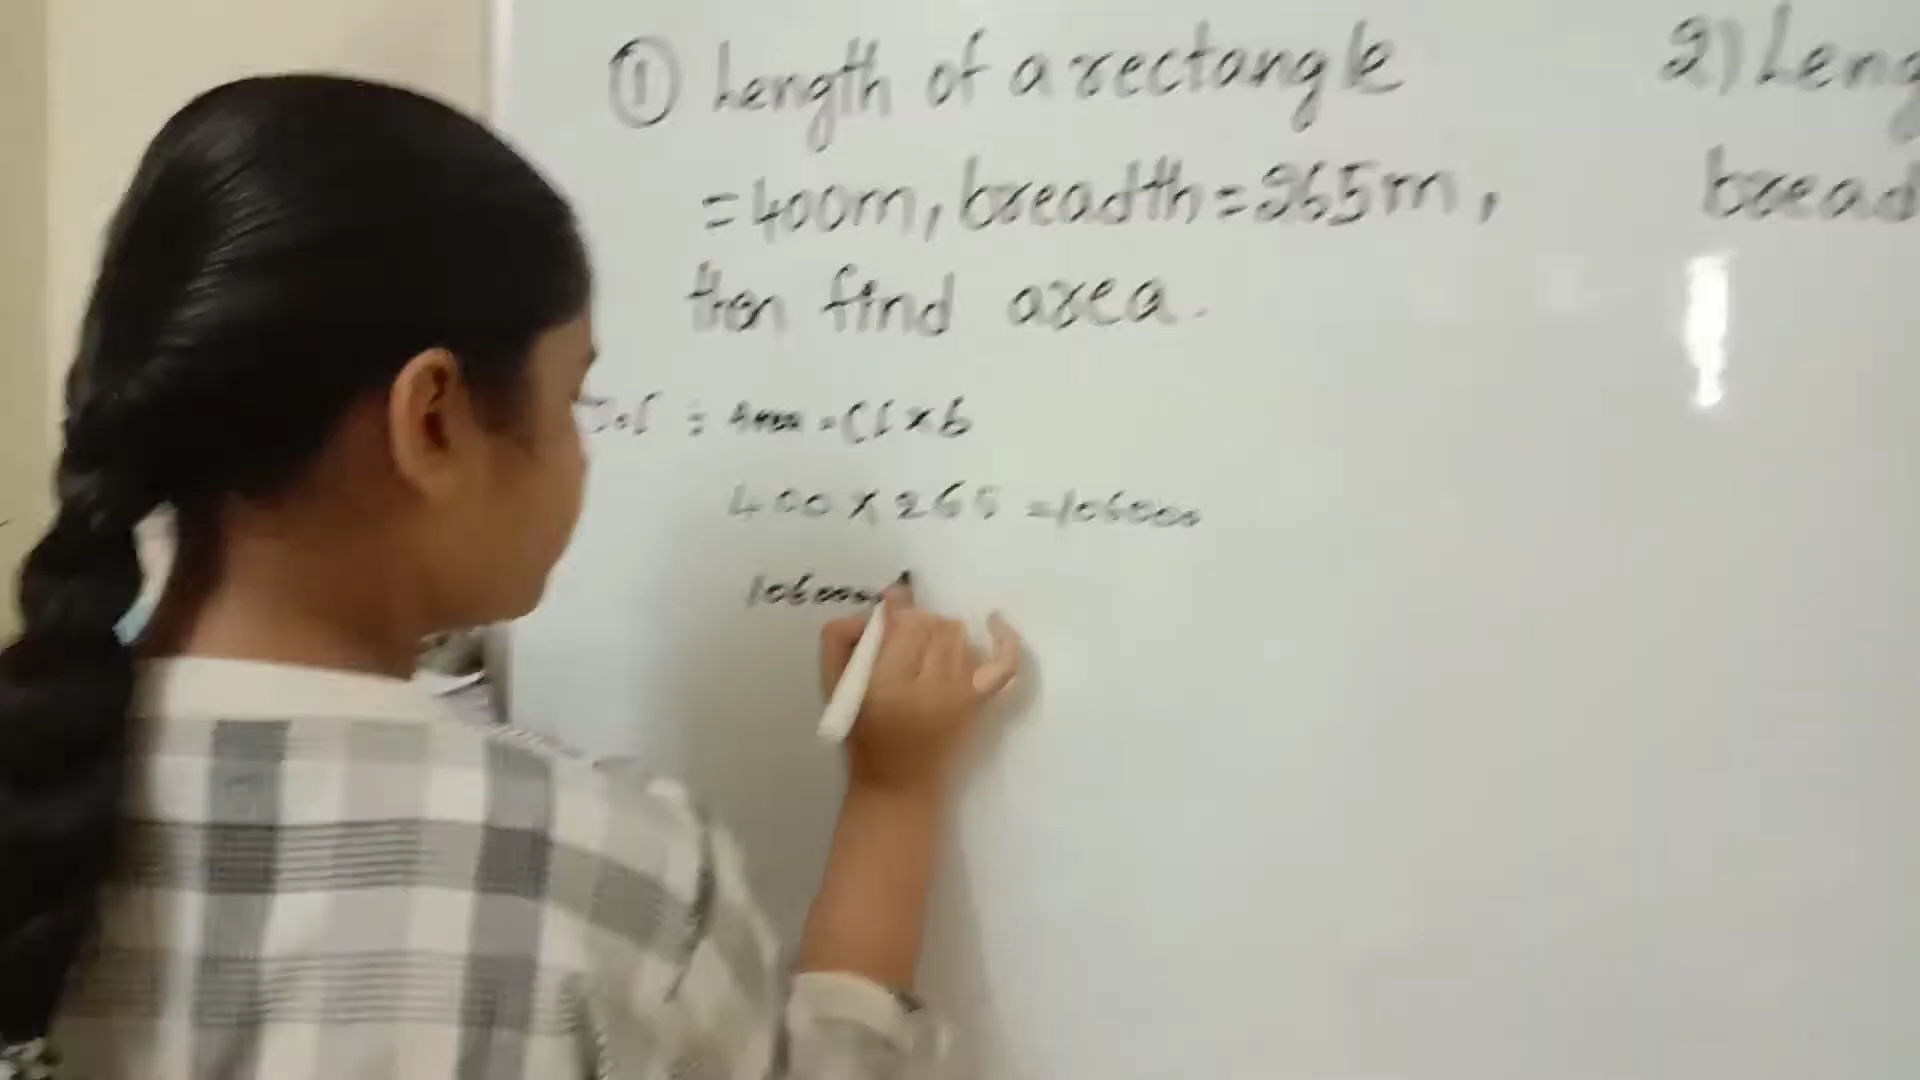 ① Length of a rectangle
= 400m, breadth = 265m,
then find area.
Sol : Area = (l × b
400 × 265 = 106000
106000
2) Leng
bread